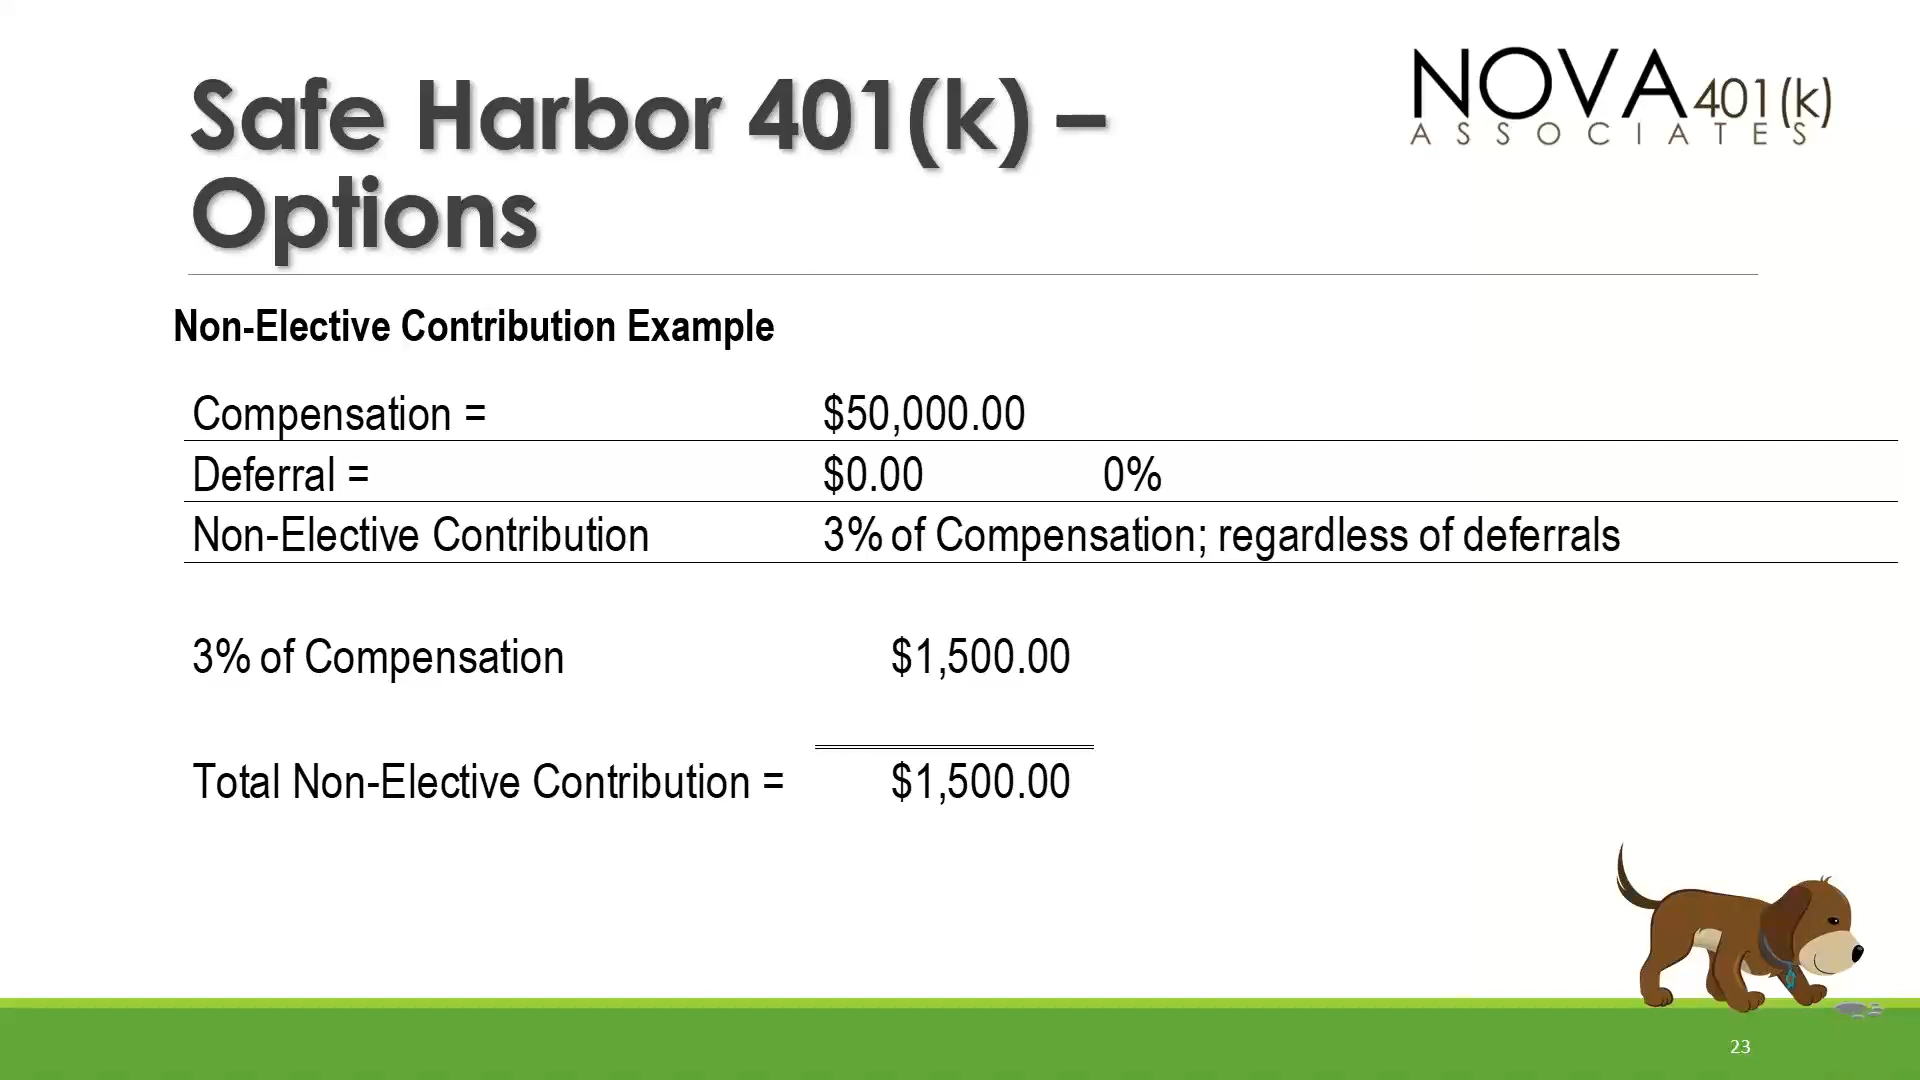 Safe Harbor 401(k) –
Options
NOVA 401(k)
ASSOCIATES
Non-Elective Contribution Example
Compensation = $50,000.00
Deferral = $0.00 0%
Non-Elective Contribution 3% of Compensation; regardless of deferrals
3% of Compensation $1,500.00
Total Non-Elective Contribution = $1,500.00
23